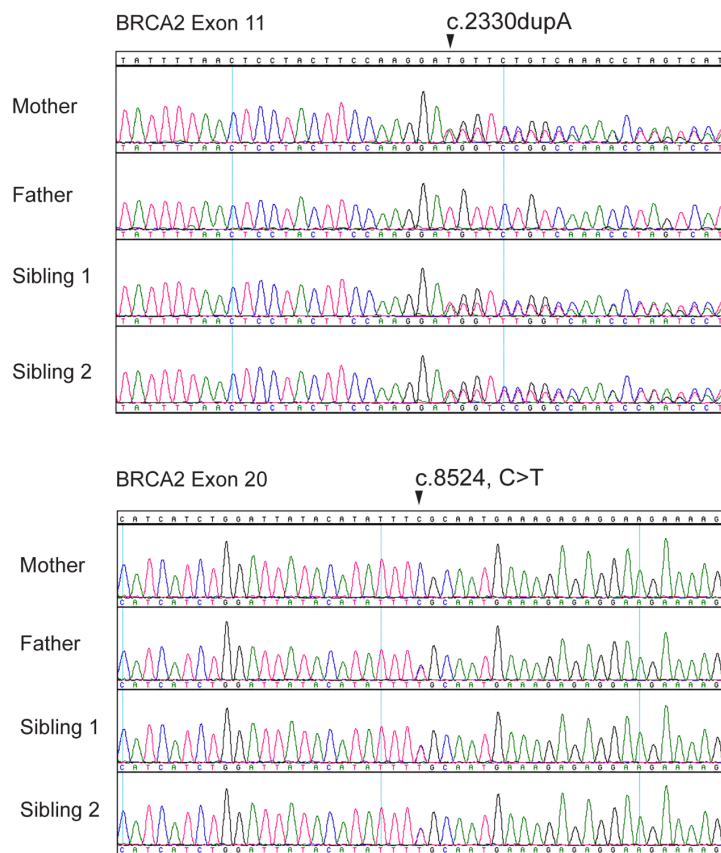 BRCA2 Exon 11
c.2330dupA
T A T T T T A A C T C C T A C T T C C A A G G A T G T T C T G T C A A A C C T A G T C A T
Mother
T A T T T T A A C T C C T A C T T C C A A G G A
Father
T A T T T T A A C T C C T A C T T C C A A G G A T G T T C T G T C A A A C C T A G T C A T
Sibling 1
T A T T T T A A C T C C T A C T T C C A A G G A
Sibling 2
T A T T T T A A C T C C T A C T T C C A A G G A
BRCA2 Exon 20
c.8524, C>T
C A T C A T C T G G A T T A T A C A T A T T T C G C A A T G A A A G A G A G G A A G A A A A G
Mother
C A T C A T C T G G A T T A T A C A T A T T T C G C A A T G A A A G A G A G G A A G A A A A G
Father
C A T C A T C T G G A T T A T A C A T A T T T T G C A A T G A A A G A G A G G A A G A A A A G
Sibling 1
C A T C A T C T G G A T T A T A C A T A T T T T G C A A T G A A A G A G A G G A A G A A A A G
Sibling 2
C A T C A T C T G G A T T A T A C A T A T T T T G C A A T G A A A G A G A G G A A G A A A A G